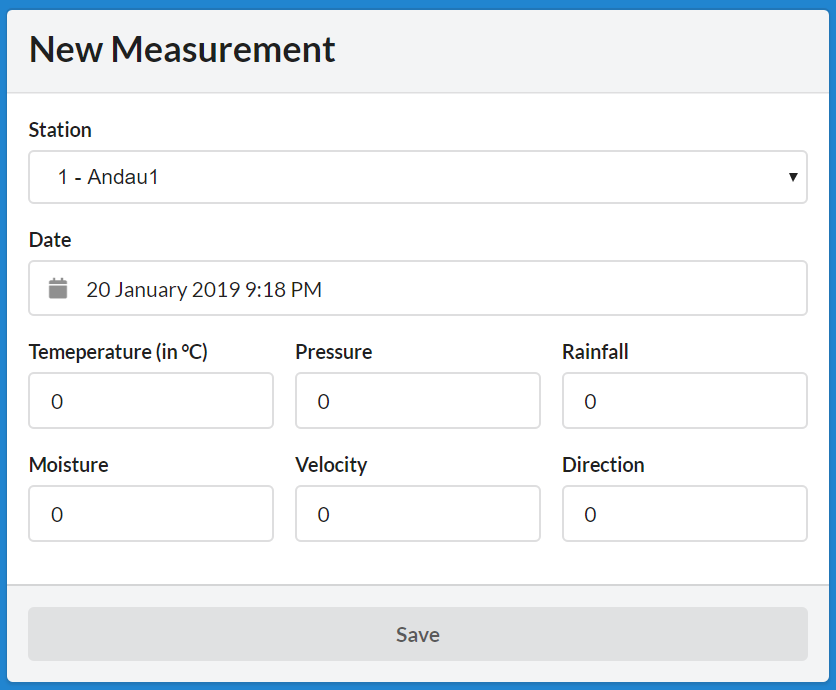 New Measurement
Station
1 - Andau1
Date
20 January 2019 9:18 PM
Temeperature (in °C) Pressure Rainfall
0 0 0
Moisture Velocity Direction
0 0 0
Save